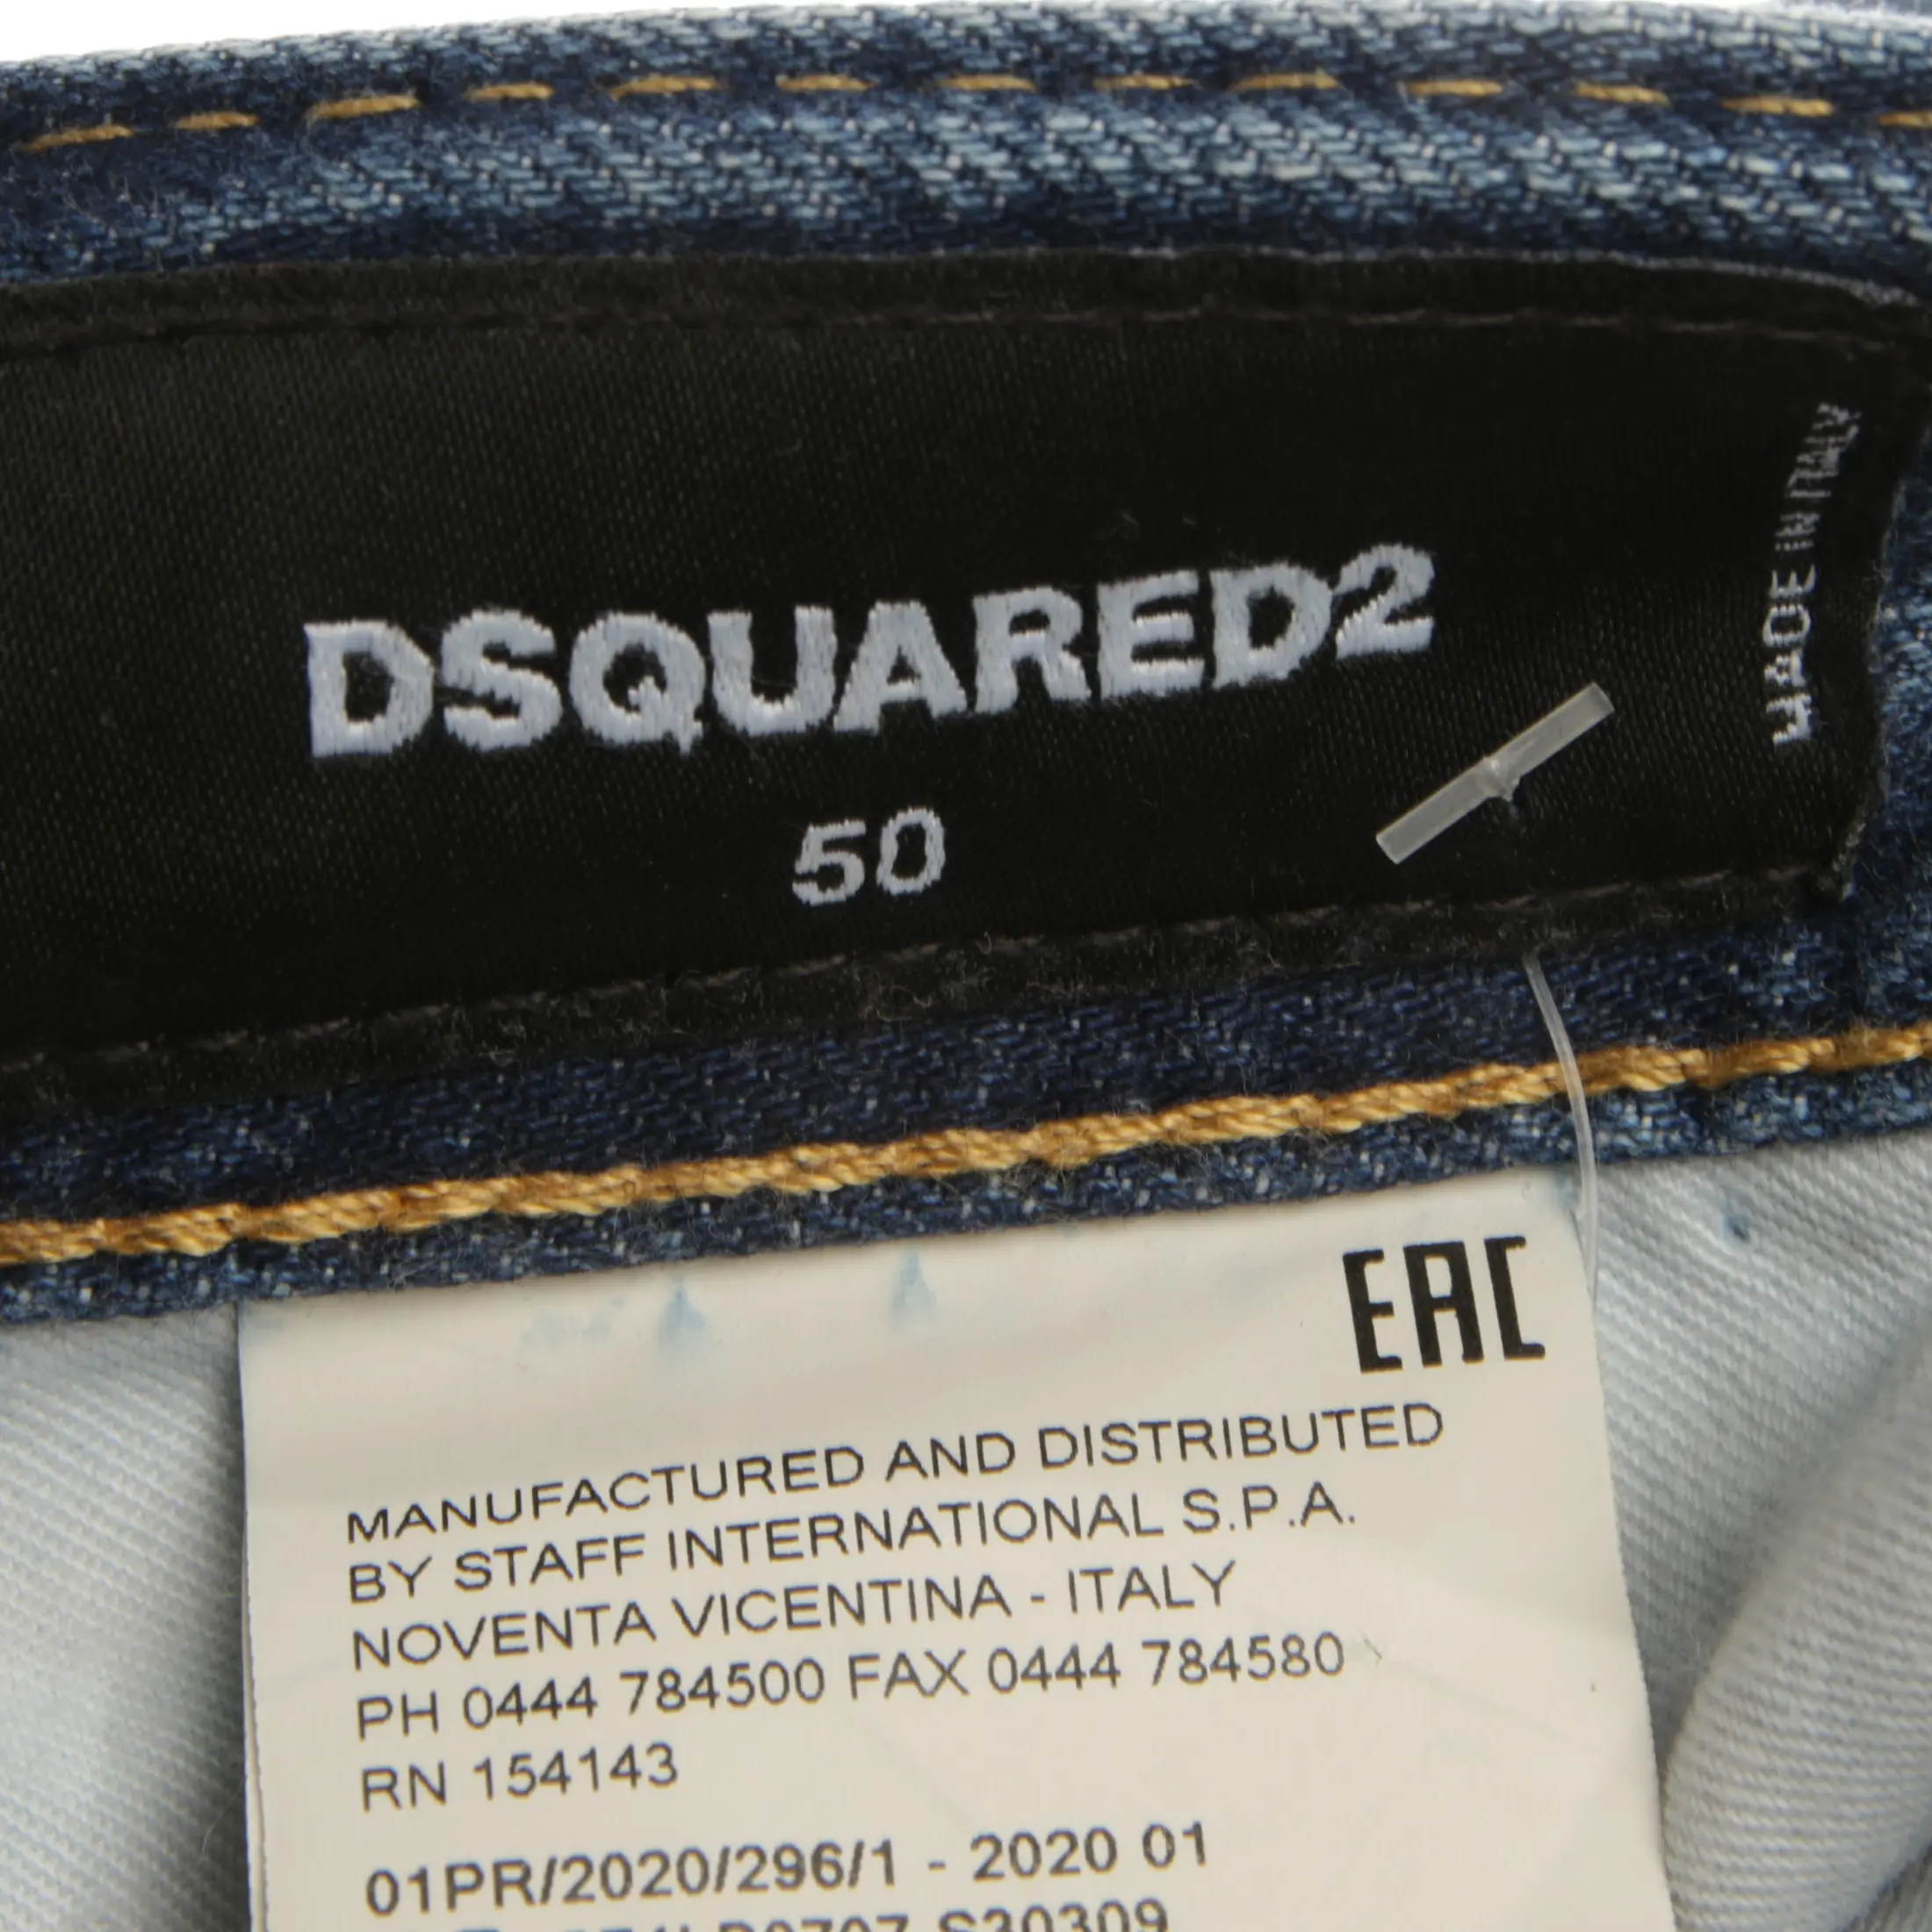 DSQUARED2
50
MADE IN ITALY
EAC
MANUFACTURED AND DISTRIBUTED
BY STAFF INTERNATIONAL S.P.A.
NOVENTA VICENTINA - ITALY
PH 0444 784500 FAX 0444 784580
RN 154143
01PR/2020/296/1 - 2020 01
S30309